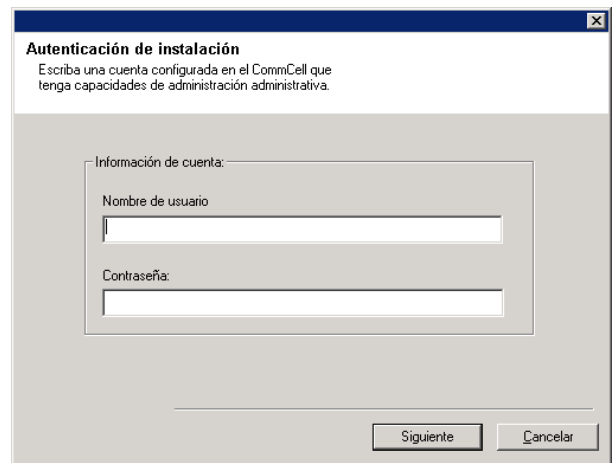 Autenticación de instalación
Escriba una cuenta configurada en el CommCell que
tenga capacidades de administración administrativa.
Información de cuenta:
Nombre de usuario
Contraseña:
Siguiente
Cancelar